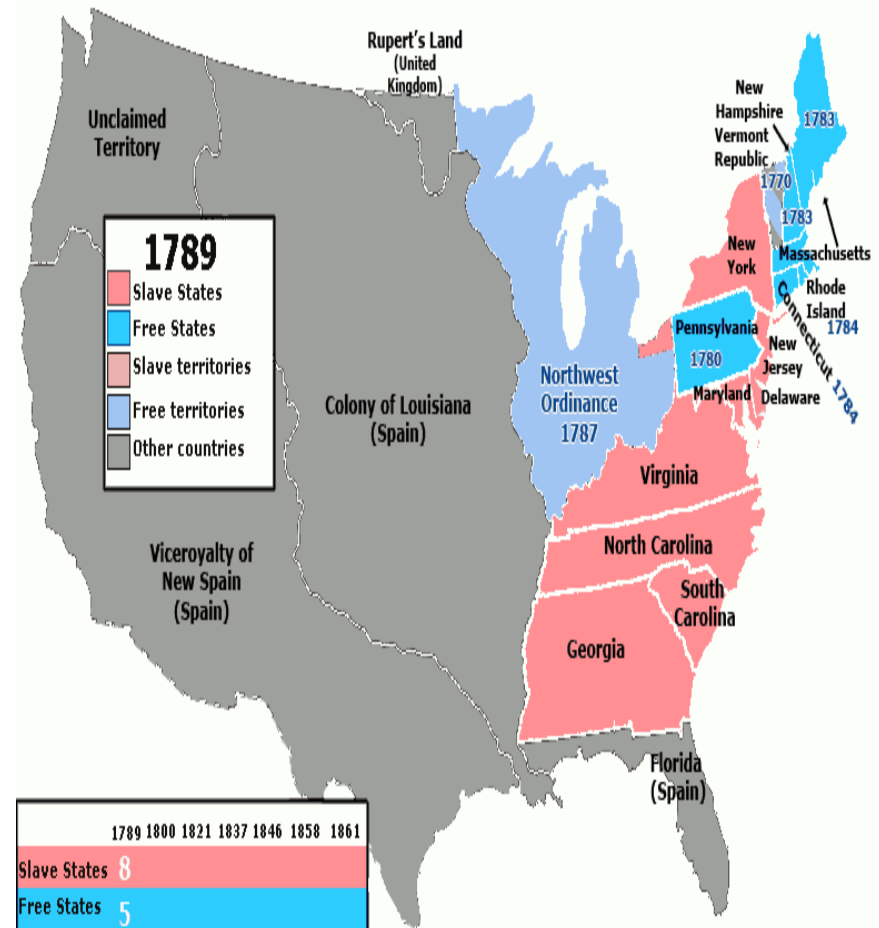 Rupert's Land
(United
Kingdom)
Unclaimed
Territory
New
Hampshire
Vermont
Republic
1783
1770
1783
Massachusetts
Rhode
Island
1784
Connecticut 1784
New
York
Pennsylvania
1780
New
Jersey
Maryland
Delaware
1789
Slave States
Free States
Slave territories
Free territories
Other countries
Northwest
Ordinance
1787
Colony of Louisiana
(Spain)
Virginia
Viceroyalty of
New Spain
(Spain)
North Carolina
South
Carolina
Georgia
Florida
(Spain)
1789 1800 1821 1837 1846 1858 1861
Slave States 8
Free States 5